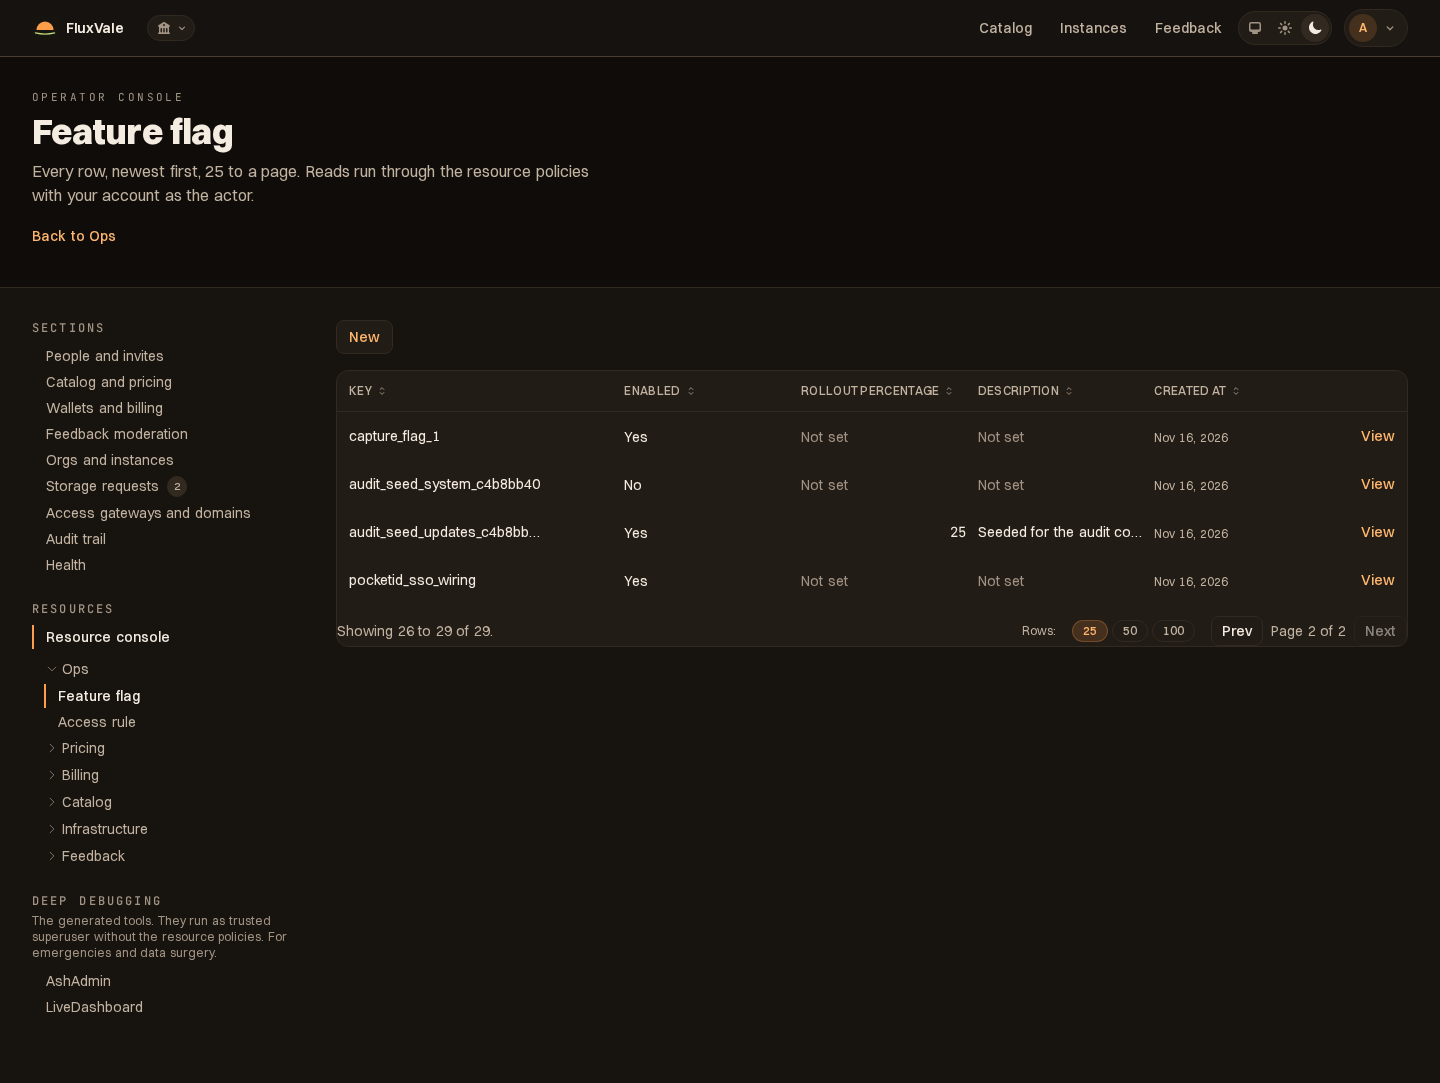 FluxVale
Catalog
Instances
Feedback
A
OPERATOR CONSOLE
Feature flag
Every row, newest first, 25 to a page. Reads run through the resource policies
with your account as the actor.
Back to Ops
SECTIONS
People and invites
Catalog and pricing
Wallets and billing
Feedback moderation
Orgs and instances
Storage requests 2
Access gateways and domains
Audit trail
Health
RESOURCES
Resource console
Ops
Feature flag
Access rule
Pricing
Billing
Catalog
Infrastructure
Feedback
DEEP DEBUGGING
The generated tools. They run as trusted
superuser without the resource policies. For
emergencies and data surgery.
AshAdmin
LiveDashboard
New
KEY ENABLED ROLLOUT PERCENTAGE DESCRIPTION CREATED AT
capture_flag_1 Yes Not set Not set Nov 16, 2026 View
audit_seed_system_c4b8bb40 No Not set Not set Nov 16, 2026 View
audit_seed_updates_c4b8bb... Yes 25 Seeded for the audit co... Nov 16, 2026 View
pocketid_sso_wiring Yes Not set Not set Nov 16, 2026 View
Showing 26 to 29 of 29. Rows: 25 50 100 Prev Page 2 of 2 Next